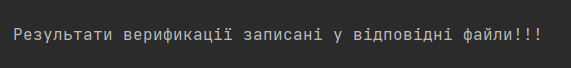 Результати верификації записані у відповідні файли!!!